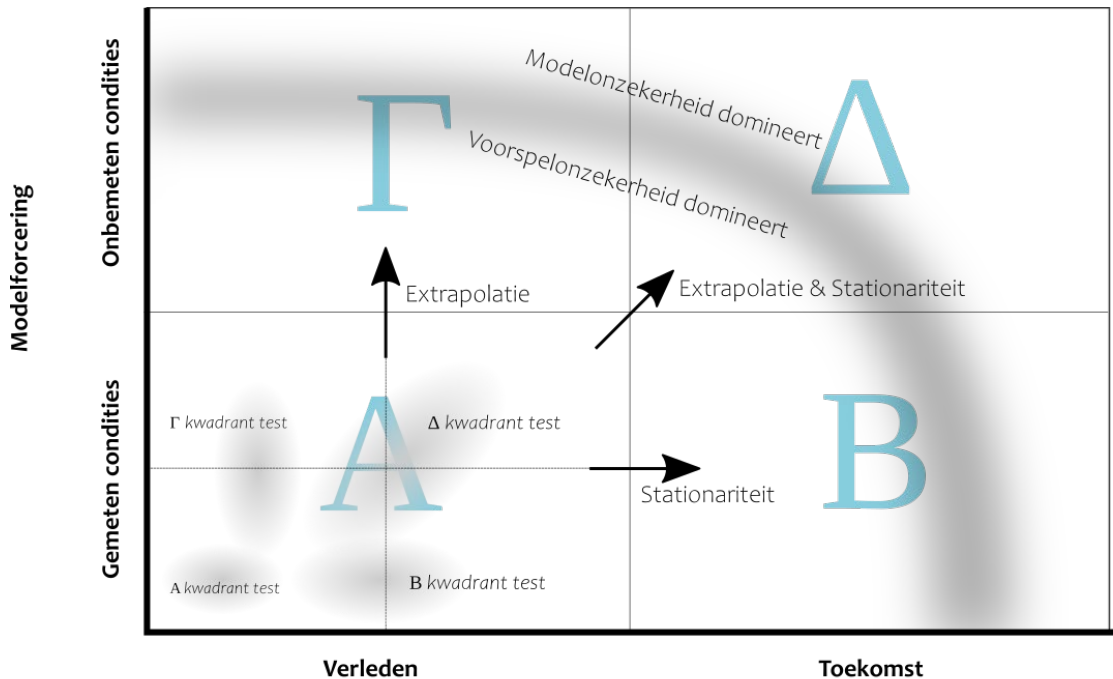 Modelforcering
Onbemeten condities
Gemeten condities
Modelonzekerheid domineert
Voorspelonzekerheid domineert
Γ
Δ
Extrapolatie
Extrapolatie & Stationariteit
Γ kwadrant test
Α
Δ kwadrant test
Β
Stationariteit
Α kwadrant test
Β kwadrant test
Verleden
Toekomst